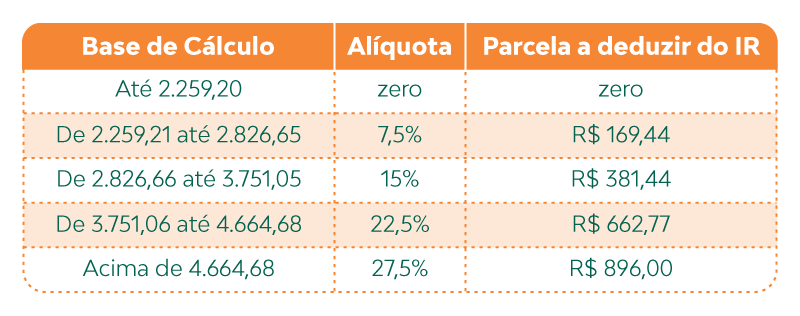 Base de Cálculo Alíquota Parcela a deduzir do IR
Até 2.259,20 zero zero
De 2.259,21 até 2.826,65 7,5% R$ 169,44
De 2.826,66 até 3.751,05 15% R$ 381,44
De 3.751,06 até 4.664,68 22,5% R$ 662,77
Acima de 4.664,68 27,5% R$ 896,00